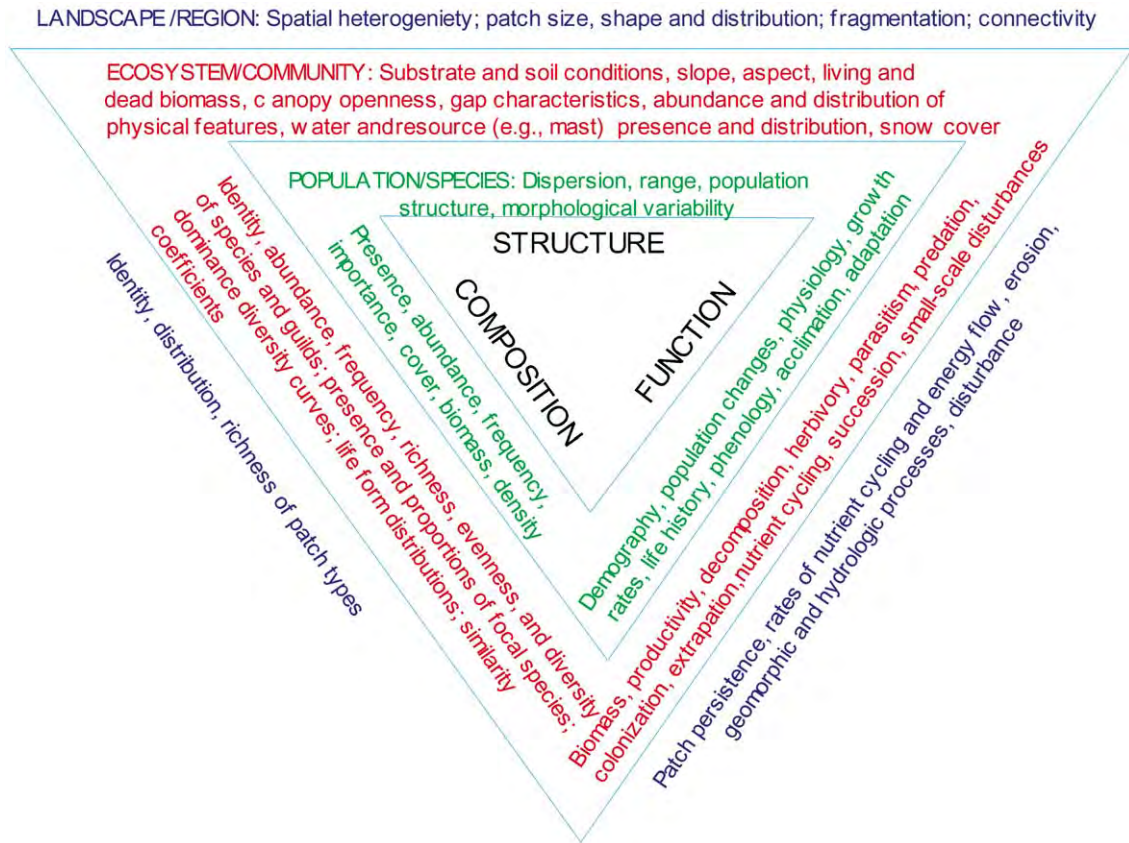 LANDSCAPE /REGION: Spatial heterogeniety; patch size, shape and distribution; fragmentation; connectivity
ECOSYSTEM/COMMUNITY: Substrate and soil conditions, slope, aspect, living and
dead biomass, c anopy openness, gap characteristics, abundance and distribution of
physical features, w ater andresource (e.g., mast) presence and distribution, snow cover
POPULATION/SPECIES: Dispersion, range, population
structure, morphological variability
STRUCTURE
COMPOSITION
FUNCTION
Presence, abundance, frequency,
importance, cover, biomass, density
Demography, population changes, physiology, growth
rates, life history, phenology, acclimation, adaptation
Identity, abundance, frequency, richness, evenness, and diversity
of species and guilds; presence and proportions of focal species;
dominance diversity curves; life form distributions; similarity
coefficients
Biomass, productivity, decomposition, herbivory, parasitism, predation,
colonization, extrapation,nutrient cycling, succession, small-scale disturbances
Identity, distribution, richness of patch types
Patch persistence, rates of nutrient cycling and energy flow , erosion,
geomorphic and hydrologic processes, disturbance